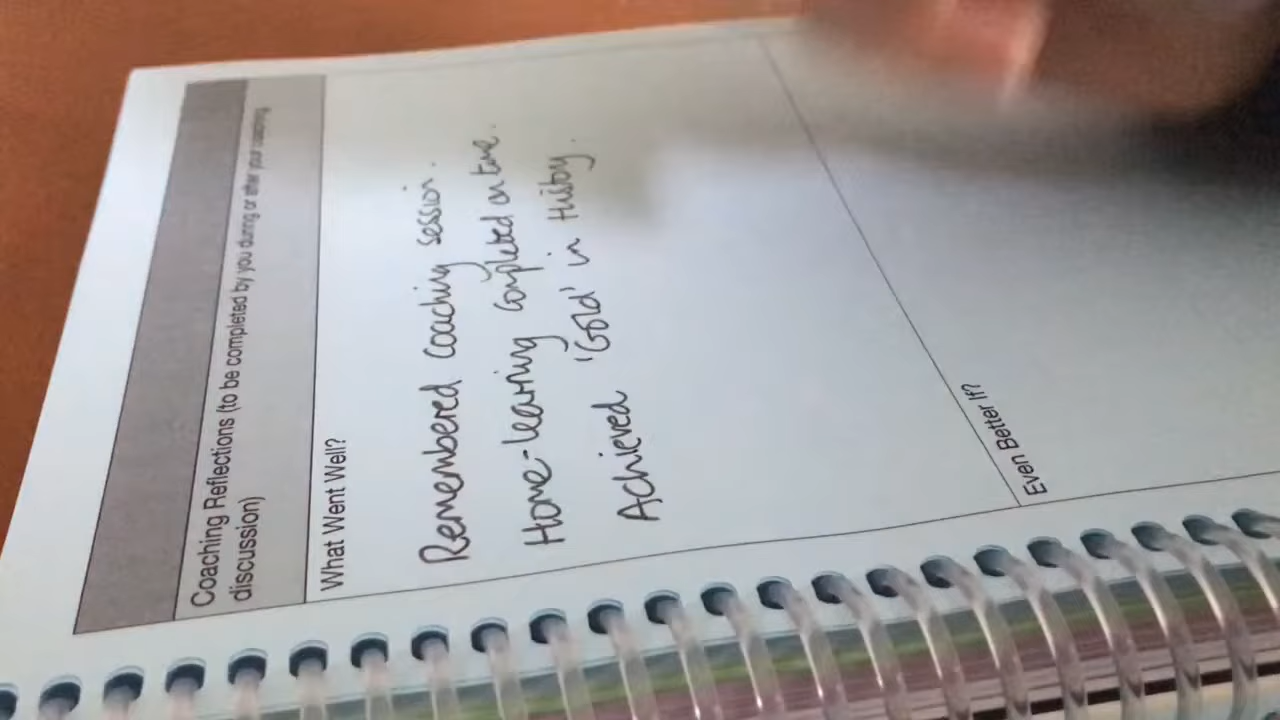 Coaching Reflections (to be completed by you during or after your coaching
discussion)
What Went Well?
Remembered coaching session.
Home-learning completed on time.
Achieved 'Gold' in History.
Even Better If?